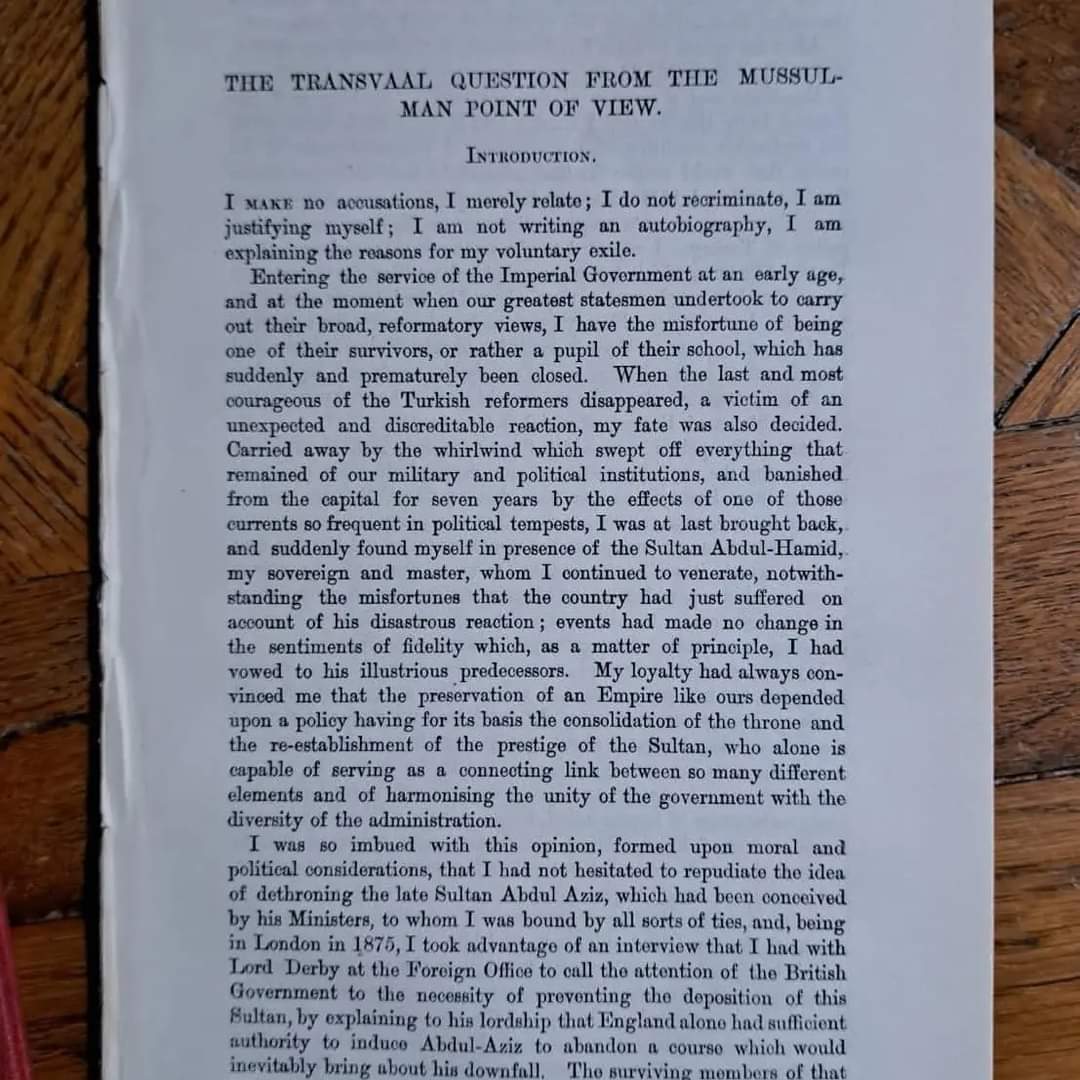 THE TRANSVAAL QUESTION FROM THE MUSSUL-
MAN POINT OF VIEW.
INTRODUCTION.
I MAKE no accusations, I merely relate; I do not recriminate, I am
justifying myself; I am not writing an autobiography, I am
explaining the reasons for my voluntary exile.
Entering the service of the Imperial Government at an early age,
and at the moment when our greatest statesmen undertook to carry
out their broad, reformatory views, I have the misfortune of being
one of their survivors, or rather a pupil of their school, which has
suddenly and prematurely been closed. When the last and most
courageous of the Turkish reformers disappeared, a victim of an
unexpected and discreditable reaction, my fate was also decided.
Carried away by the whirlwind which swept off everything that
remained of our military and political institutions, and banished
from the capital for seven years by the effects of one of those
currents so frequent in political tempests, I was at last brought back,
and suddenly found myself in presence of the Sultan Abdul-Hamid,
my sovereign and master, whom I continued to venerate, notwith-
standing the misfortunes that the country had just suffered on
account of his disastrous reaction; events had made no change in
the sentiments of fidelity which, as a matter of principle, I had
vowed to his illustrious predecessors. My loyalty had always con-
vinced me that the preservation of an Empire like ours depended
upon a policy having for its basis the consolidation of the throne and
the re-establishment of the prestige of the Sultan, who alone is
capable of serving as a connecting link between so many different
elements and of harmonising the unity of the government with the
diversity of the administration.
I was so imbued with this opinion, formed upon moral and
political considerations, that I had not hesitated to repudiate the idea
of dethroning the late Sultan Abdul Aziz, which had been conceived
by his Ministers, to whom I was bound by all sorts of ties, and, being
in London in 1875, I took advantage of an interview that I had with
Lord Derby at the Foreign Office to call the attention of the British
Government to the necessity of preventing the deposition of this
Sultan, by explaining to his lordship that England alone had sufficient
authority to induce Abdul-Aziz to abandon a course which would
inevitably bring about his downfall. The surviving members of that